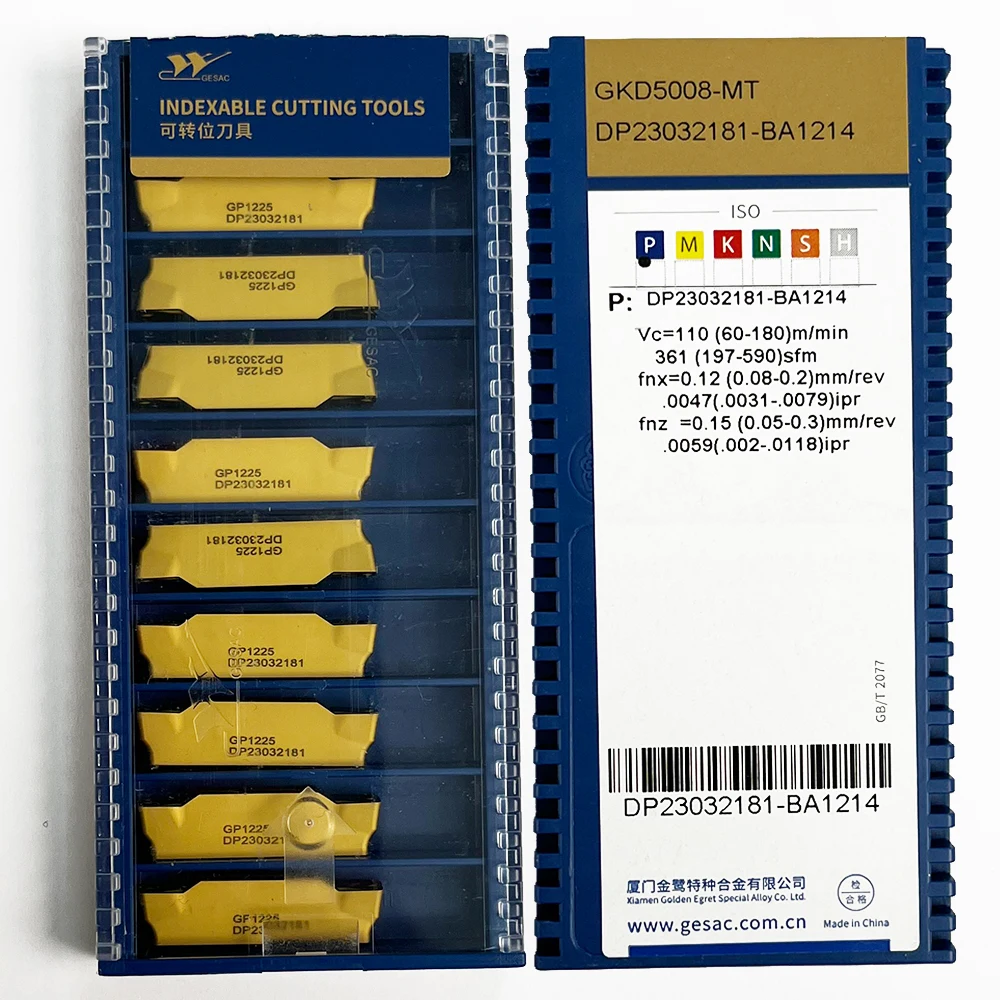 GESAC
INDEXABLE CUTTING TOOLS
可转位刀具
GP1225
DP23032181
DP23032181
GP1225
DP23032181
GP1225
GP1225
DP23032181
DP23032181
GP1225
GP1225
DP23032181
GP1225
DP23032181
GP1225
DP230321
GP1225
GESAC
GESAC
GKD5008-MT
DP23032181-BA1214
ISO
P M K N S H
P: DP23032181-BA1214
Vc=110 (60-180)m/min
361 (197-590)sfm
fnx=0.12 (0.08-0.2)mm/rev
.0047(.0031-.0079)ipr
fnz =0.15 (0.05-0.3)mm/rev
.0059(.002-.0118)ipr
GB/T 2077
DP23032181-BA1214
厦门金鹭特种合金有限公司
Xiamen Golden Egret Special Alloy Co. Ltd.
检
合格
www.gesac.com.cn
Made in China